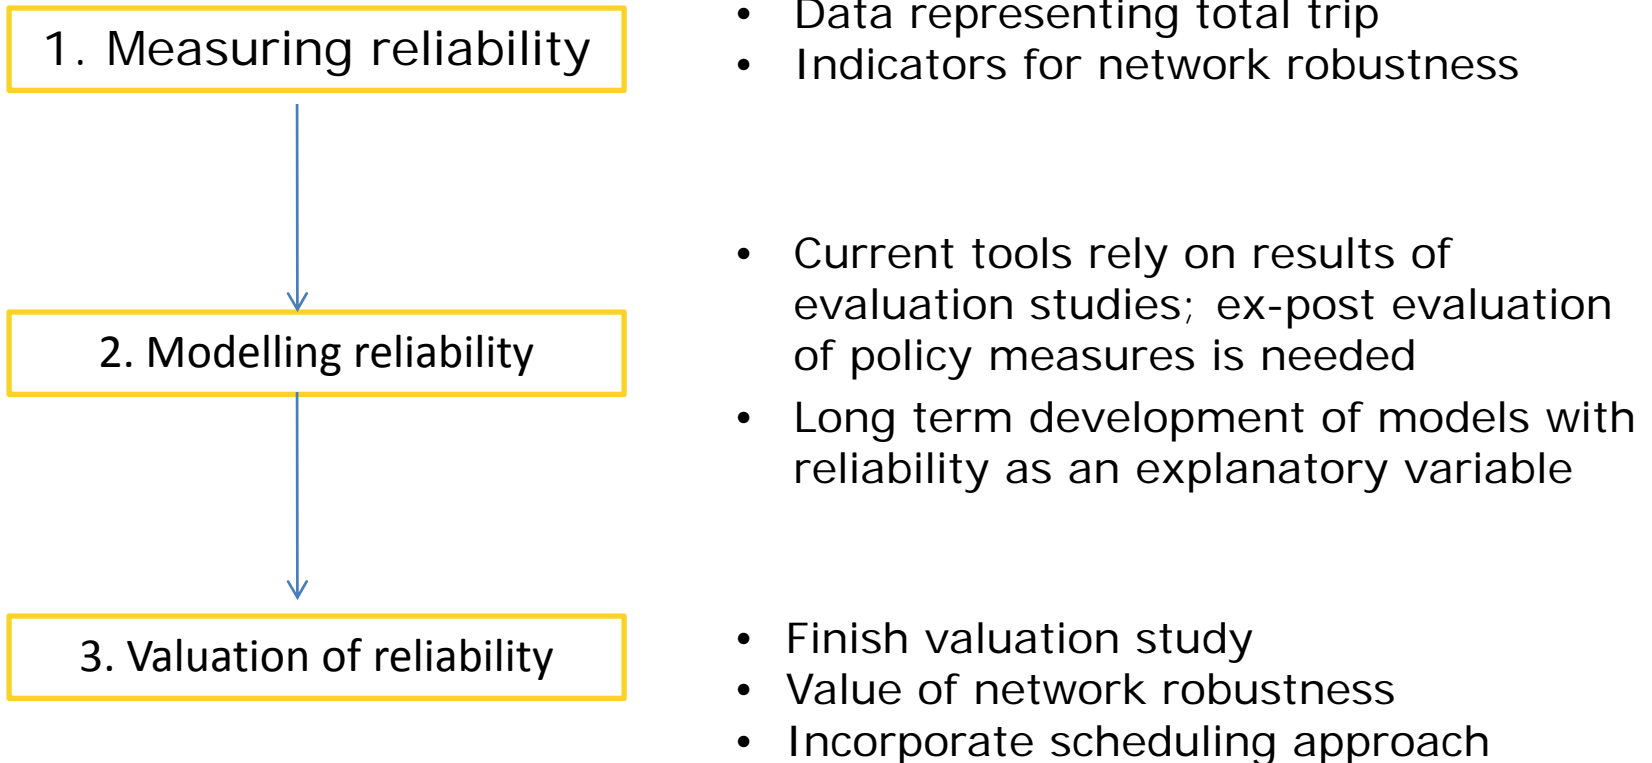 1. Measuring reliability
• Data representing total trip
• Indicators for network robustness
2. Modelling reliability
• Current tools rely on results of
evaluation studies; ex-post evaluation
of policy measures is needed
• Long term development of models with
reliability as an explanatory variable
3. Valuation of reliability
• Finish valuation study
• Value of network robustness
• Incorporate scheduling approach